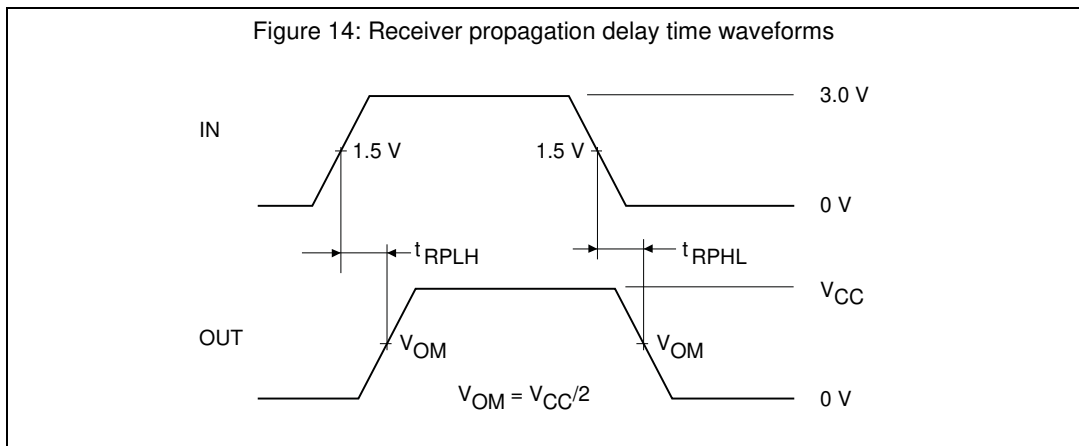 Figure 14: Receiver propagation delay time waveforms
3.0 V
IN
1.5 V
1.5 V
0 V
tRPLH
tRPHL
VCC
OUT
VOM
VOM
VOM = VCC/2
0 V